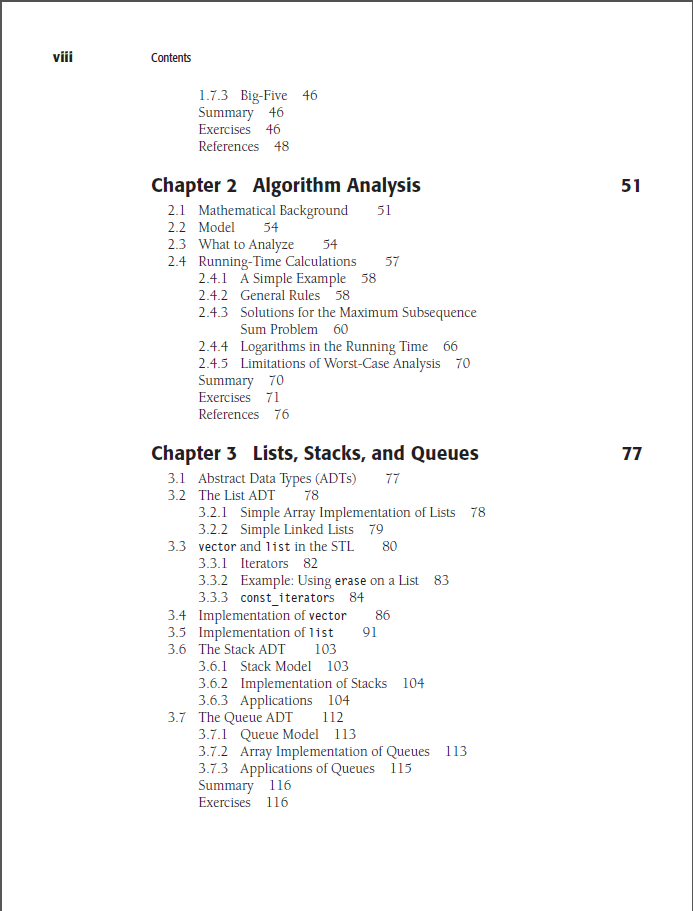 viii Contents
1.7.3 Big-Five 46
Summary 46
Exercises 46
References 48
Chapter 2 Algorithm Analysis 51
2.1 Mathematical Background 51
2.2 Model 54
2.3 What to Analyze 54
2.4 Running-Time Calculations 57
2.4.1 A Simple Example 58
2.4.2 General Rules 58
2.4.3 Solutions for the Maximum Subsequence
Sum Problem 60
2.4.4 Logarithms in the Running Time 66
2.4.5 Limitations of Worst-Case Analysis 70
Summary 70
Exercises 71
References 76
Chapter 3 Lists, Stacks, and Queues 77
3.1 Abstract Data Types (ADTs) 77
3.2 The List ADT 78
3.2.1 Simple Array Implementation of Lists 78
3.2.2 Simple Linked Lists 79
3.3 vector and list in the STL 80
3.3.1 Iterators 82
3.3.2 Example: Using erase on a List 83
3.3.3 const_iterators 84
3.4 Implementation of vector 86
3.5 Implementation of list 91
3.6 The Stack ADT 103
3.6.1 Stack Model 103
3.6.2 Implementation of Stacks 104
3.6.3 Applications 104
3.7 The Queue ADT 112
3.7.1 Queue Model 113
3.7.2 Array Implementation of Queues 113
3.7.3 Applications of Queues 115
Summary 116
Exercises 116